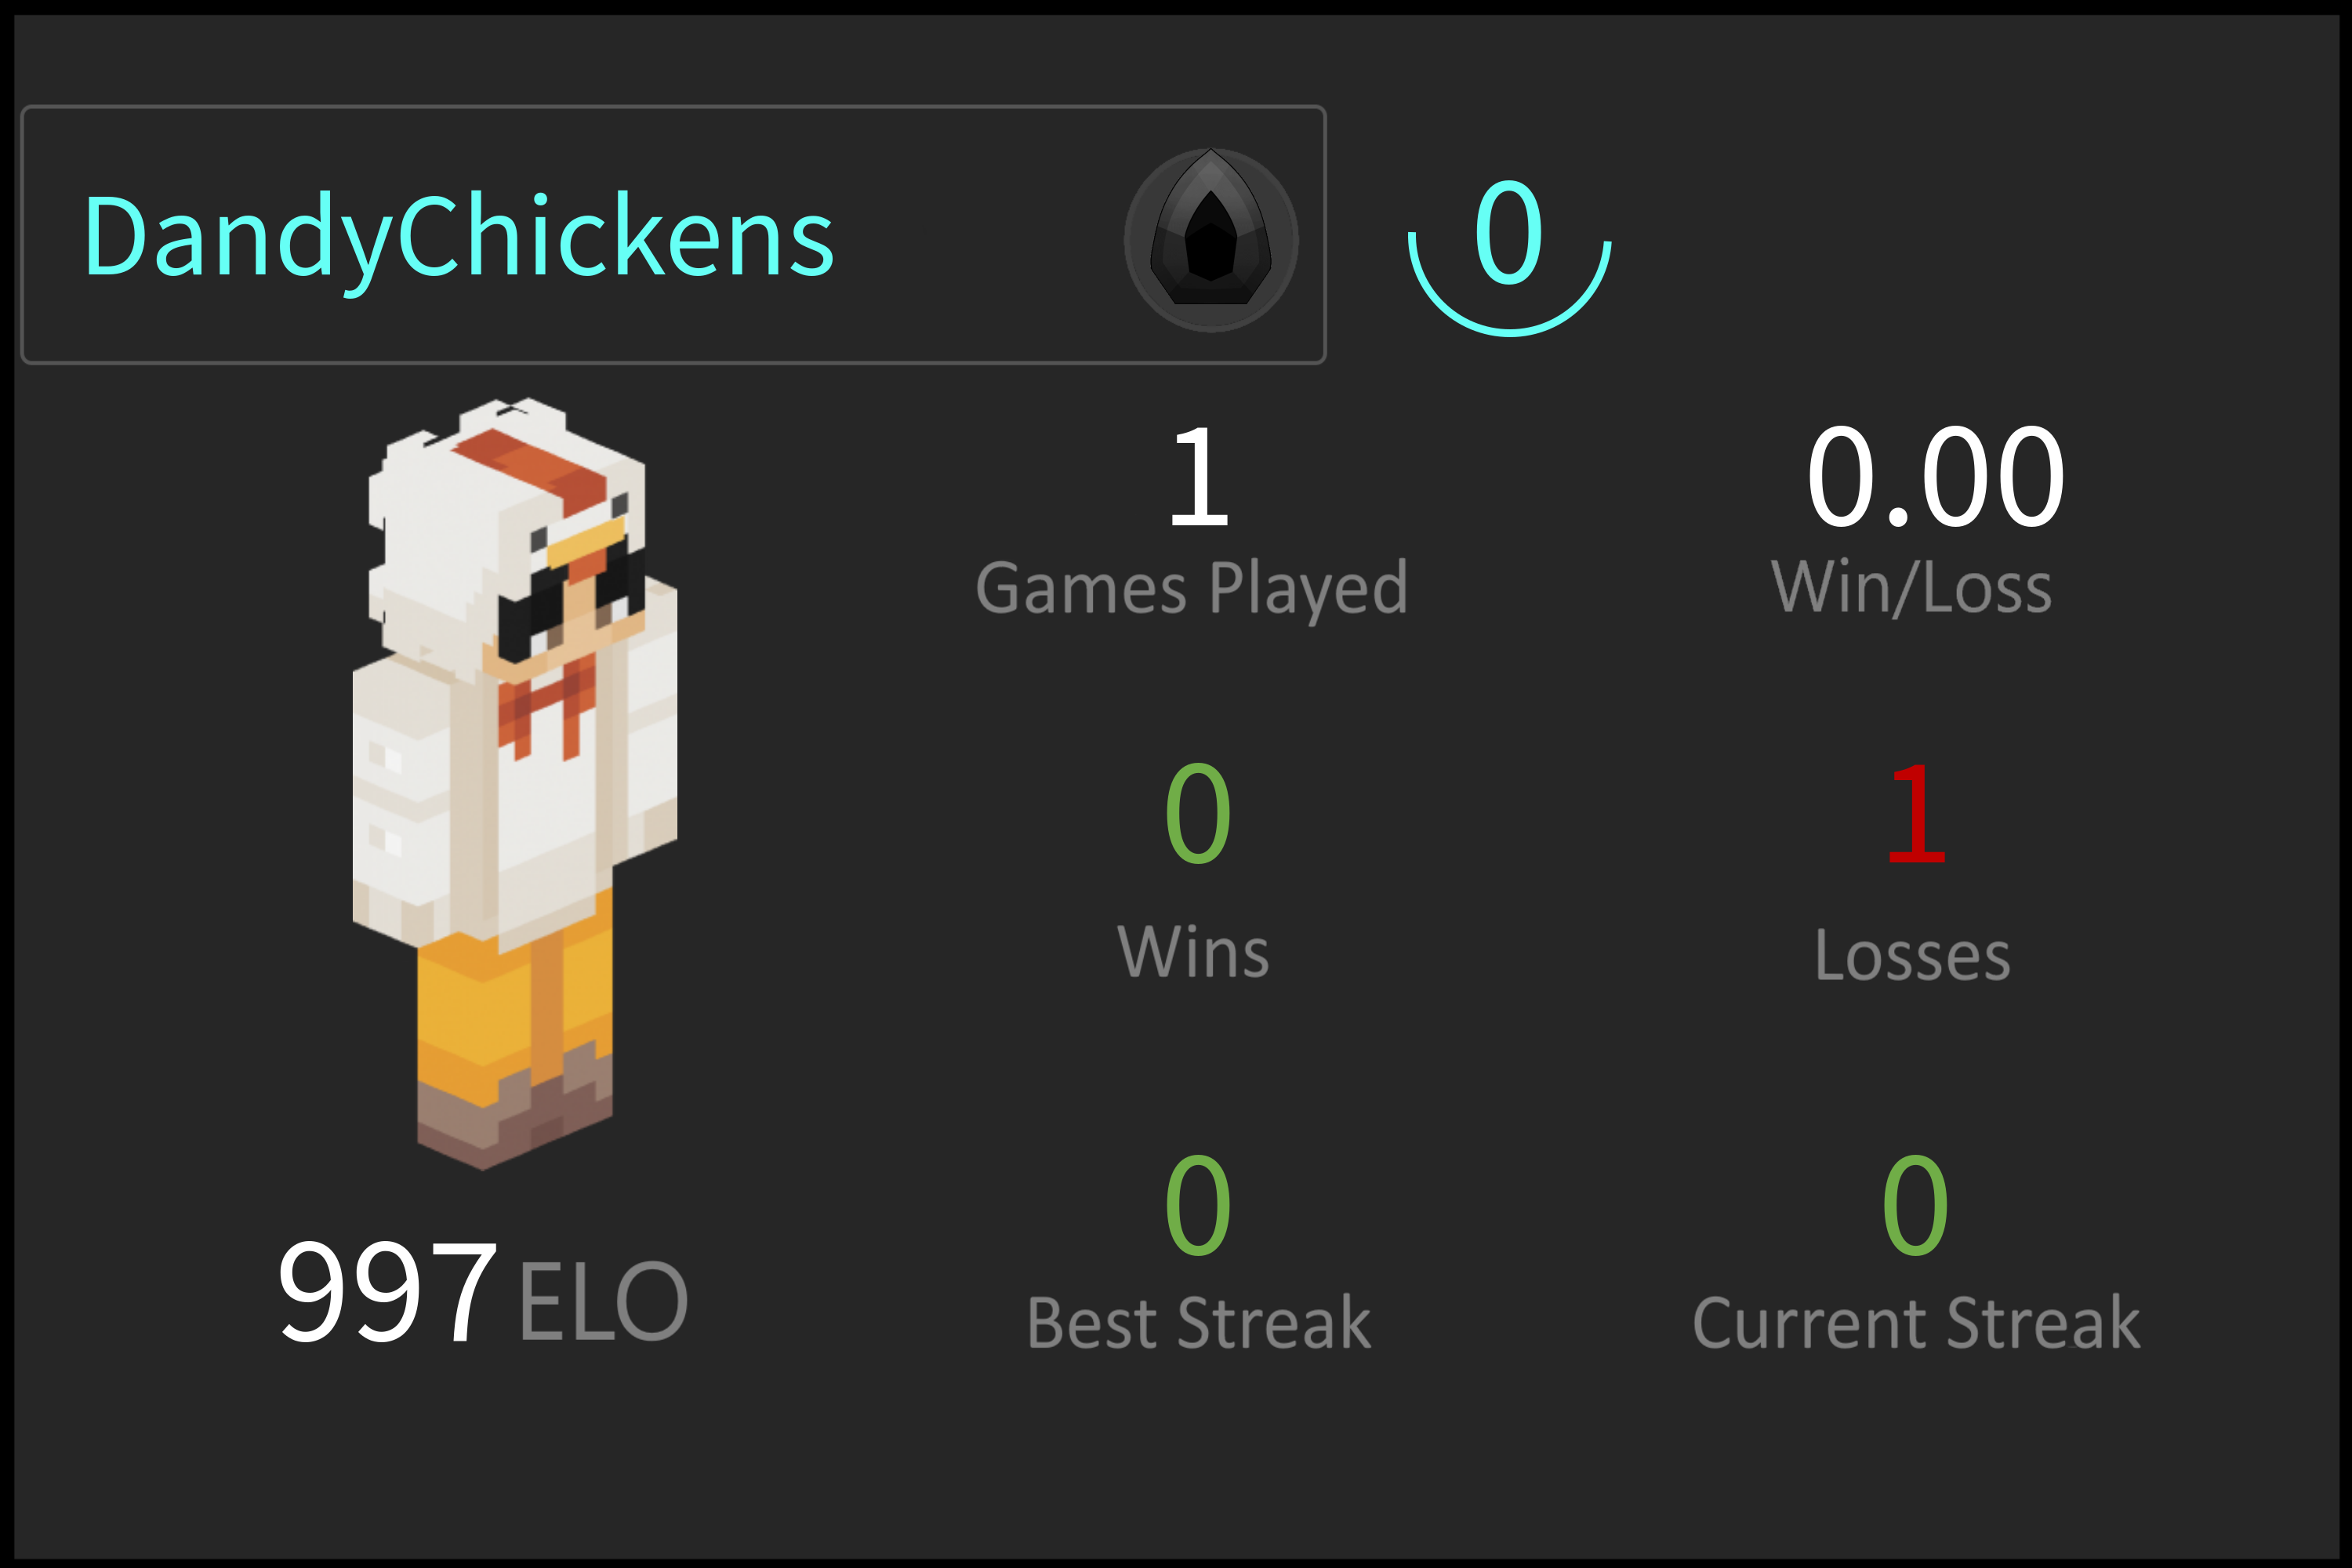 DandyChickens
0
1
Games Played
0.00
Win/Loss
0
Wins
1
Losses
997 ELO
0
Best Streak
0
Current Streak